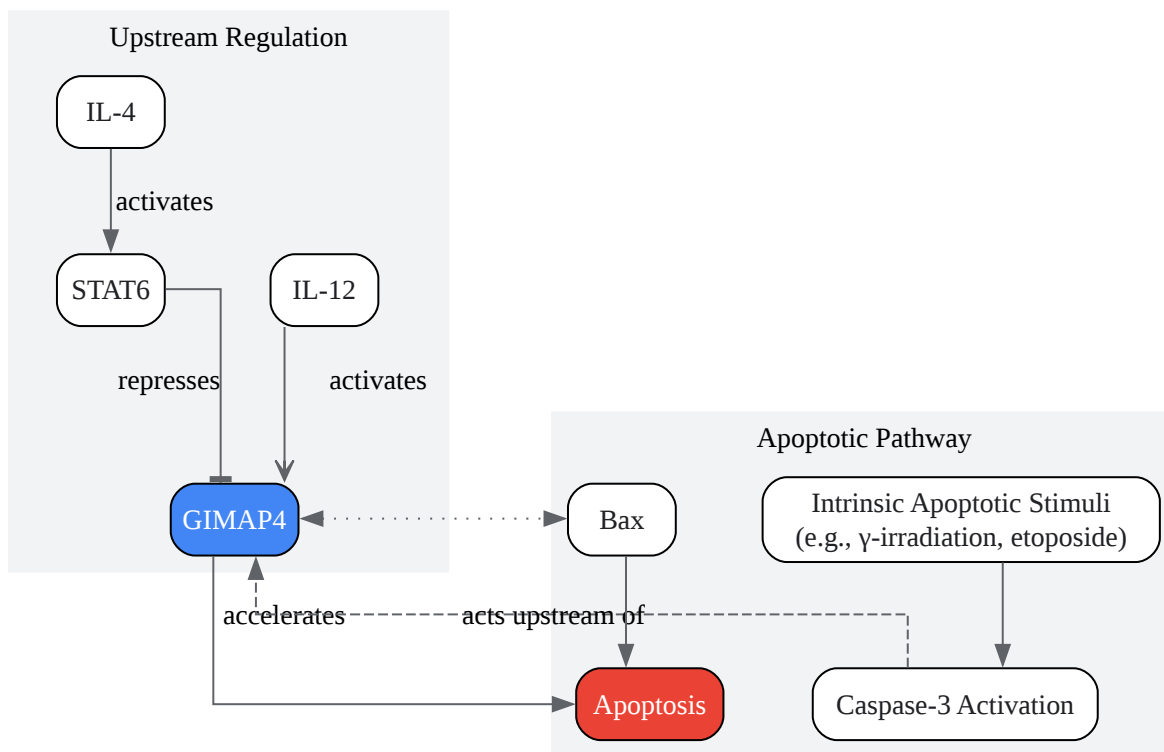 Upstream Regulation
IL-4
activates
STAT6
IL-12
represses
activates
Apoptotic Pathway
GIMAP4
Bax
Intrinsic Apoptotic Stimuli
(e.g., γ-irradiation, etoposide)
accelerates
acts upstream of
Apoptosis
Caspase-3 Activation